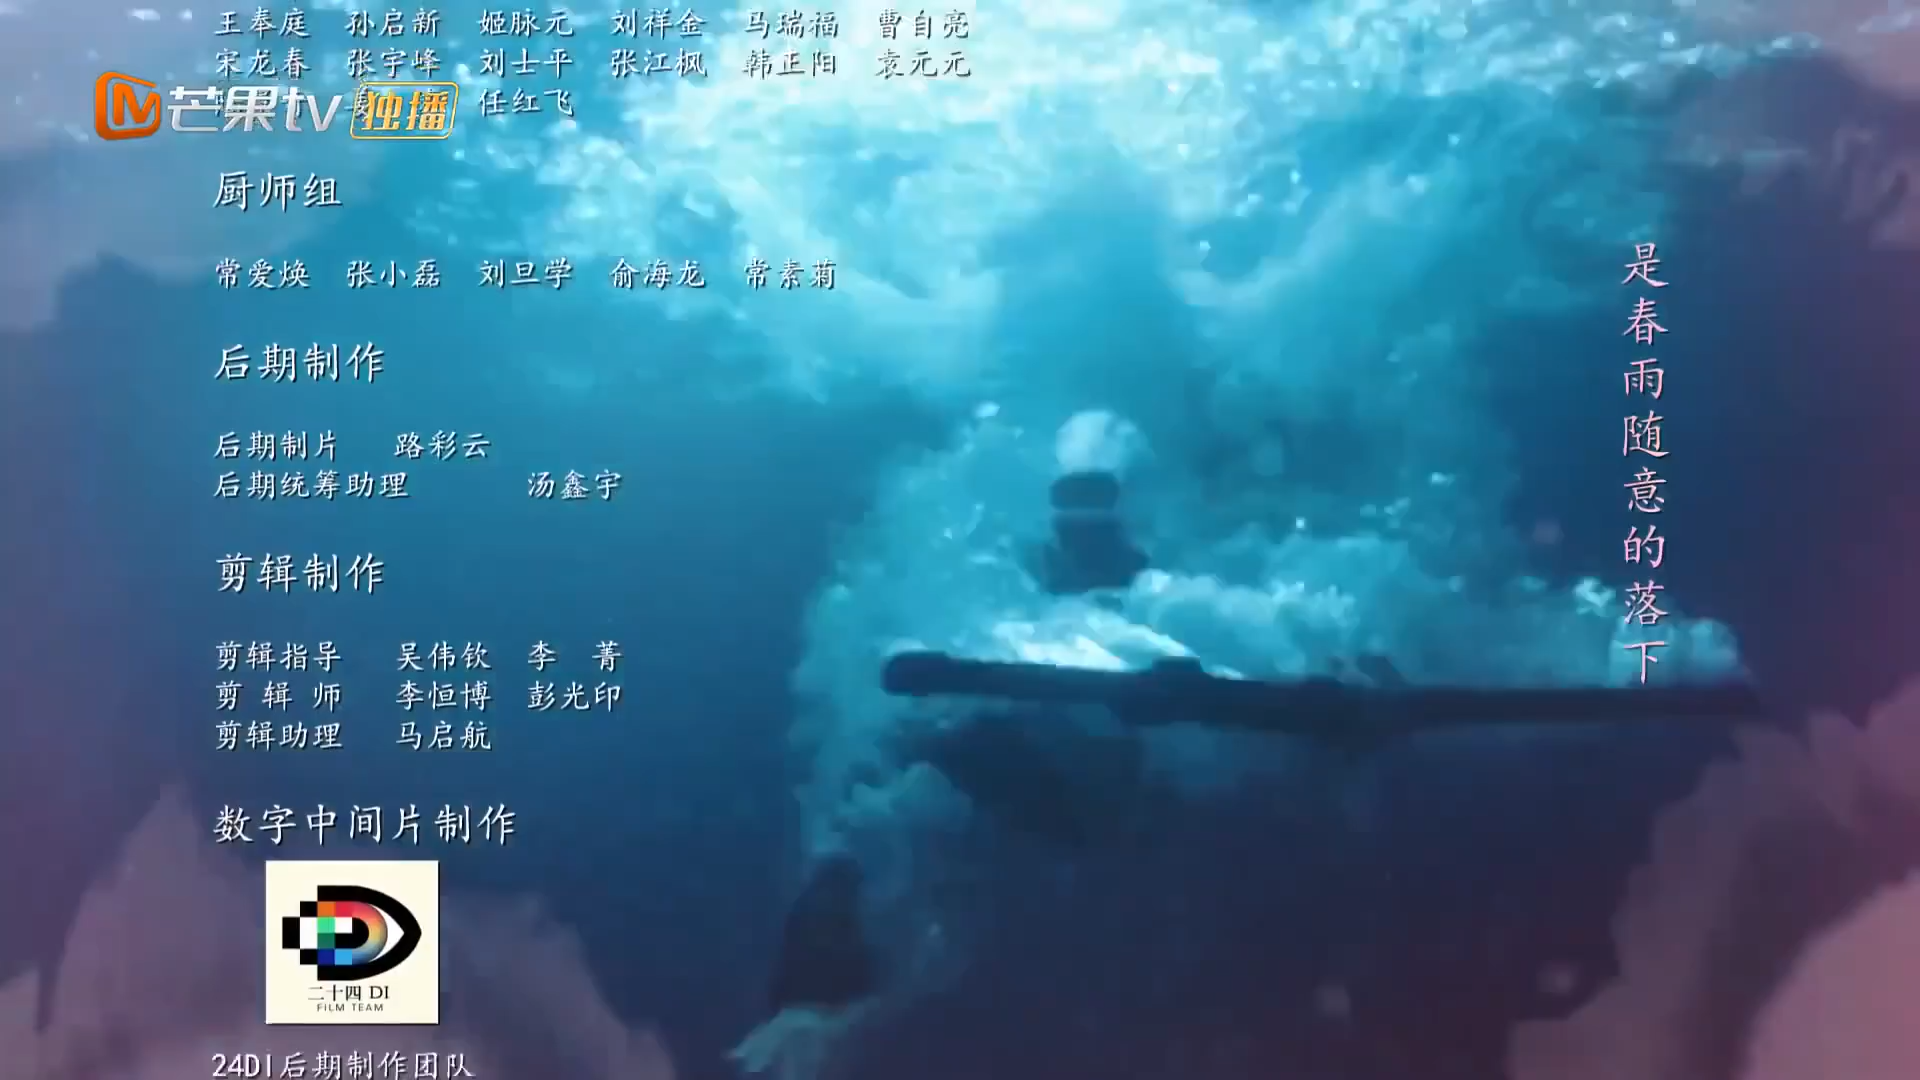 王奉庭 孙启新 姬脉元 刘祥金 马瑞福 曹自亮
宋龙春 张宇峰 刘士平 张江枫 韩正阳 袁元元
任红飞
芒果tv 独播
厨师组
常爱焕 张小磊 刘旦学 俞海龙 常素菊
后期制作
后期制片 路彩云
后期统筹助理 汤鑫宇
剪辑制作
剪辑指导 吴伟钦 李 菁
剪 辑 师 李恒博 彭光印
剪辑助理 马启航
数字中间片制作
二十四 DI
FILM TEAM
24DI后期制作团队
是春雨随意的落下